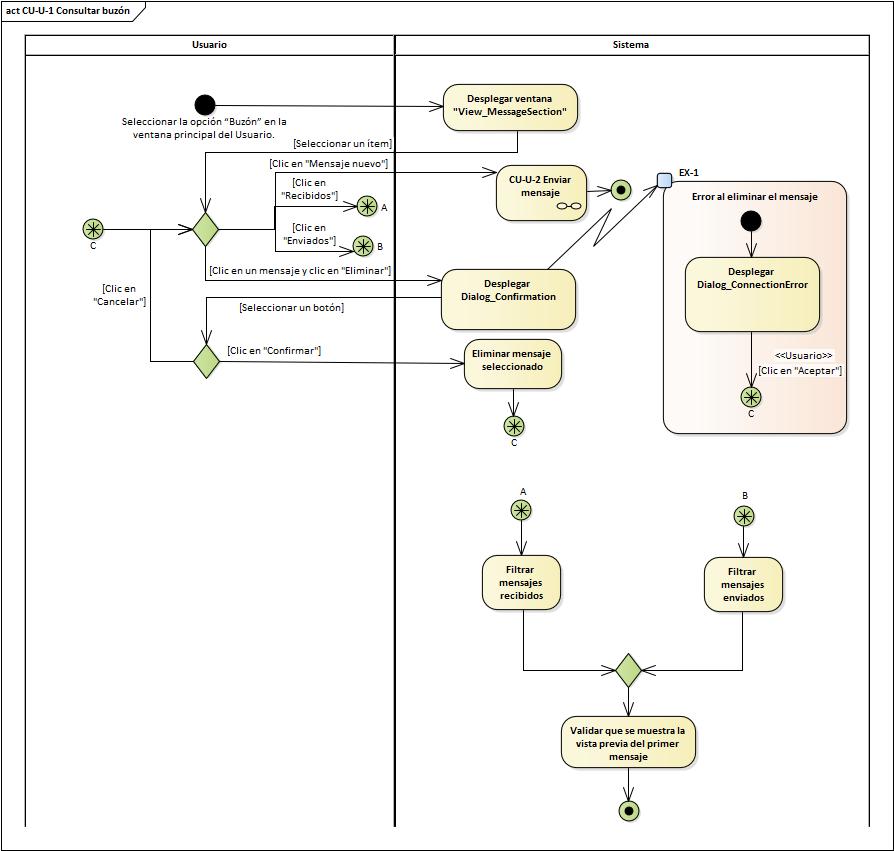 act CU-U-1 Consultar buzón
Usuario
Sistema
Seleccionar la opción “Buzón” en la
ventana principal del Usuario.
Desplegar ventana
"View_MessageSection"
[Seleccionar un ítem]
[Clic en "Mensaje nuevo"]
CU-U-2 Enviar
mensaje
EX-1
Error al eliminar el mensaje
[Clic en
"Recibidos"]
A
[Clic en
"Enviados"]
B
C
[Clic en un mensaje y clic en "Eliminar"]
Desplegar
Dialog_Confirmation
Desplegar
Dialog_ConnectionError
[Clic en
"Cancelar"]
[Seleccionar un botón]
[Clic en "Confirmar"]
Eliminar mensaje
seleccionado
<<Usuario>>
[Clic en "Aceptar"]
C
C
A
B
Filtrar
mensajes
recibidos
Filtrar
mensajes
enviados
Validar que se muestra la
vista previa del primer
mensaje